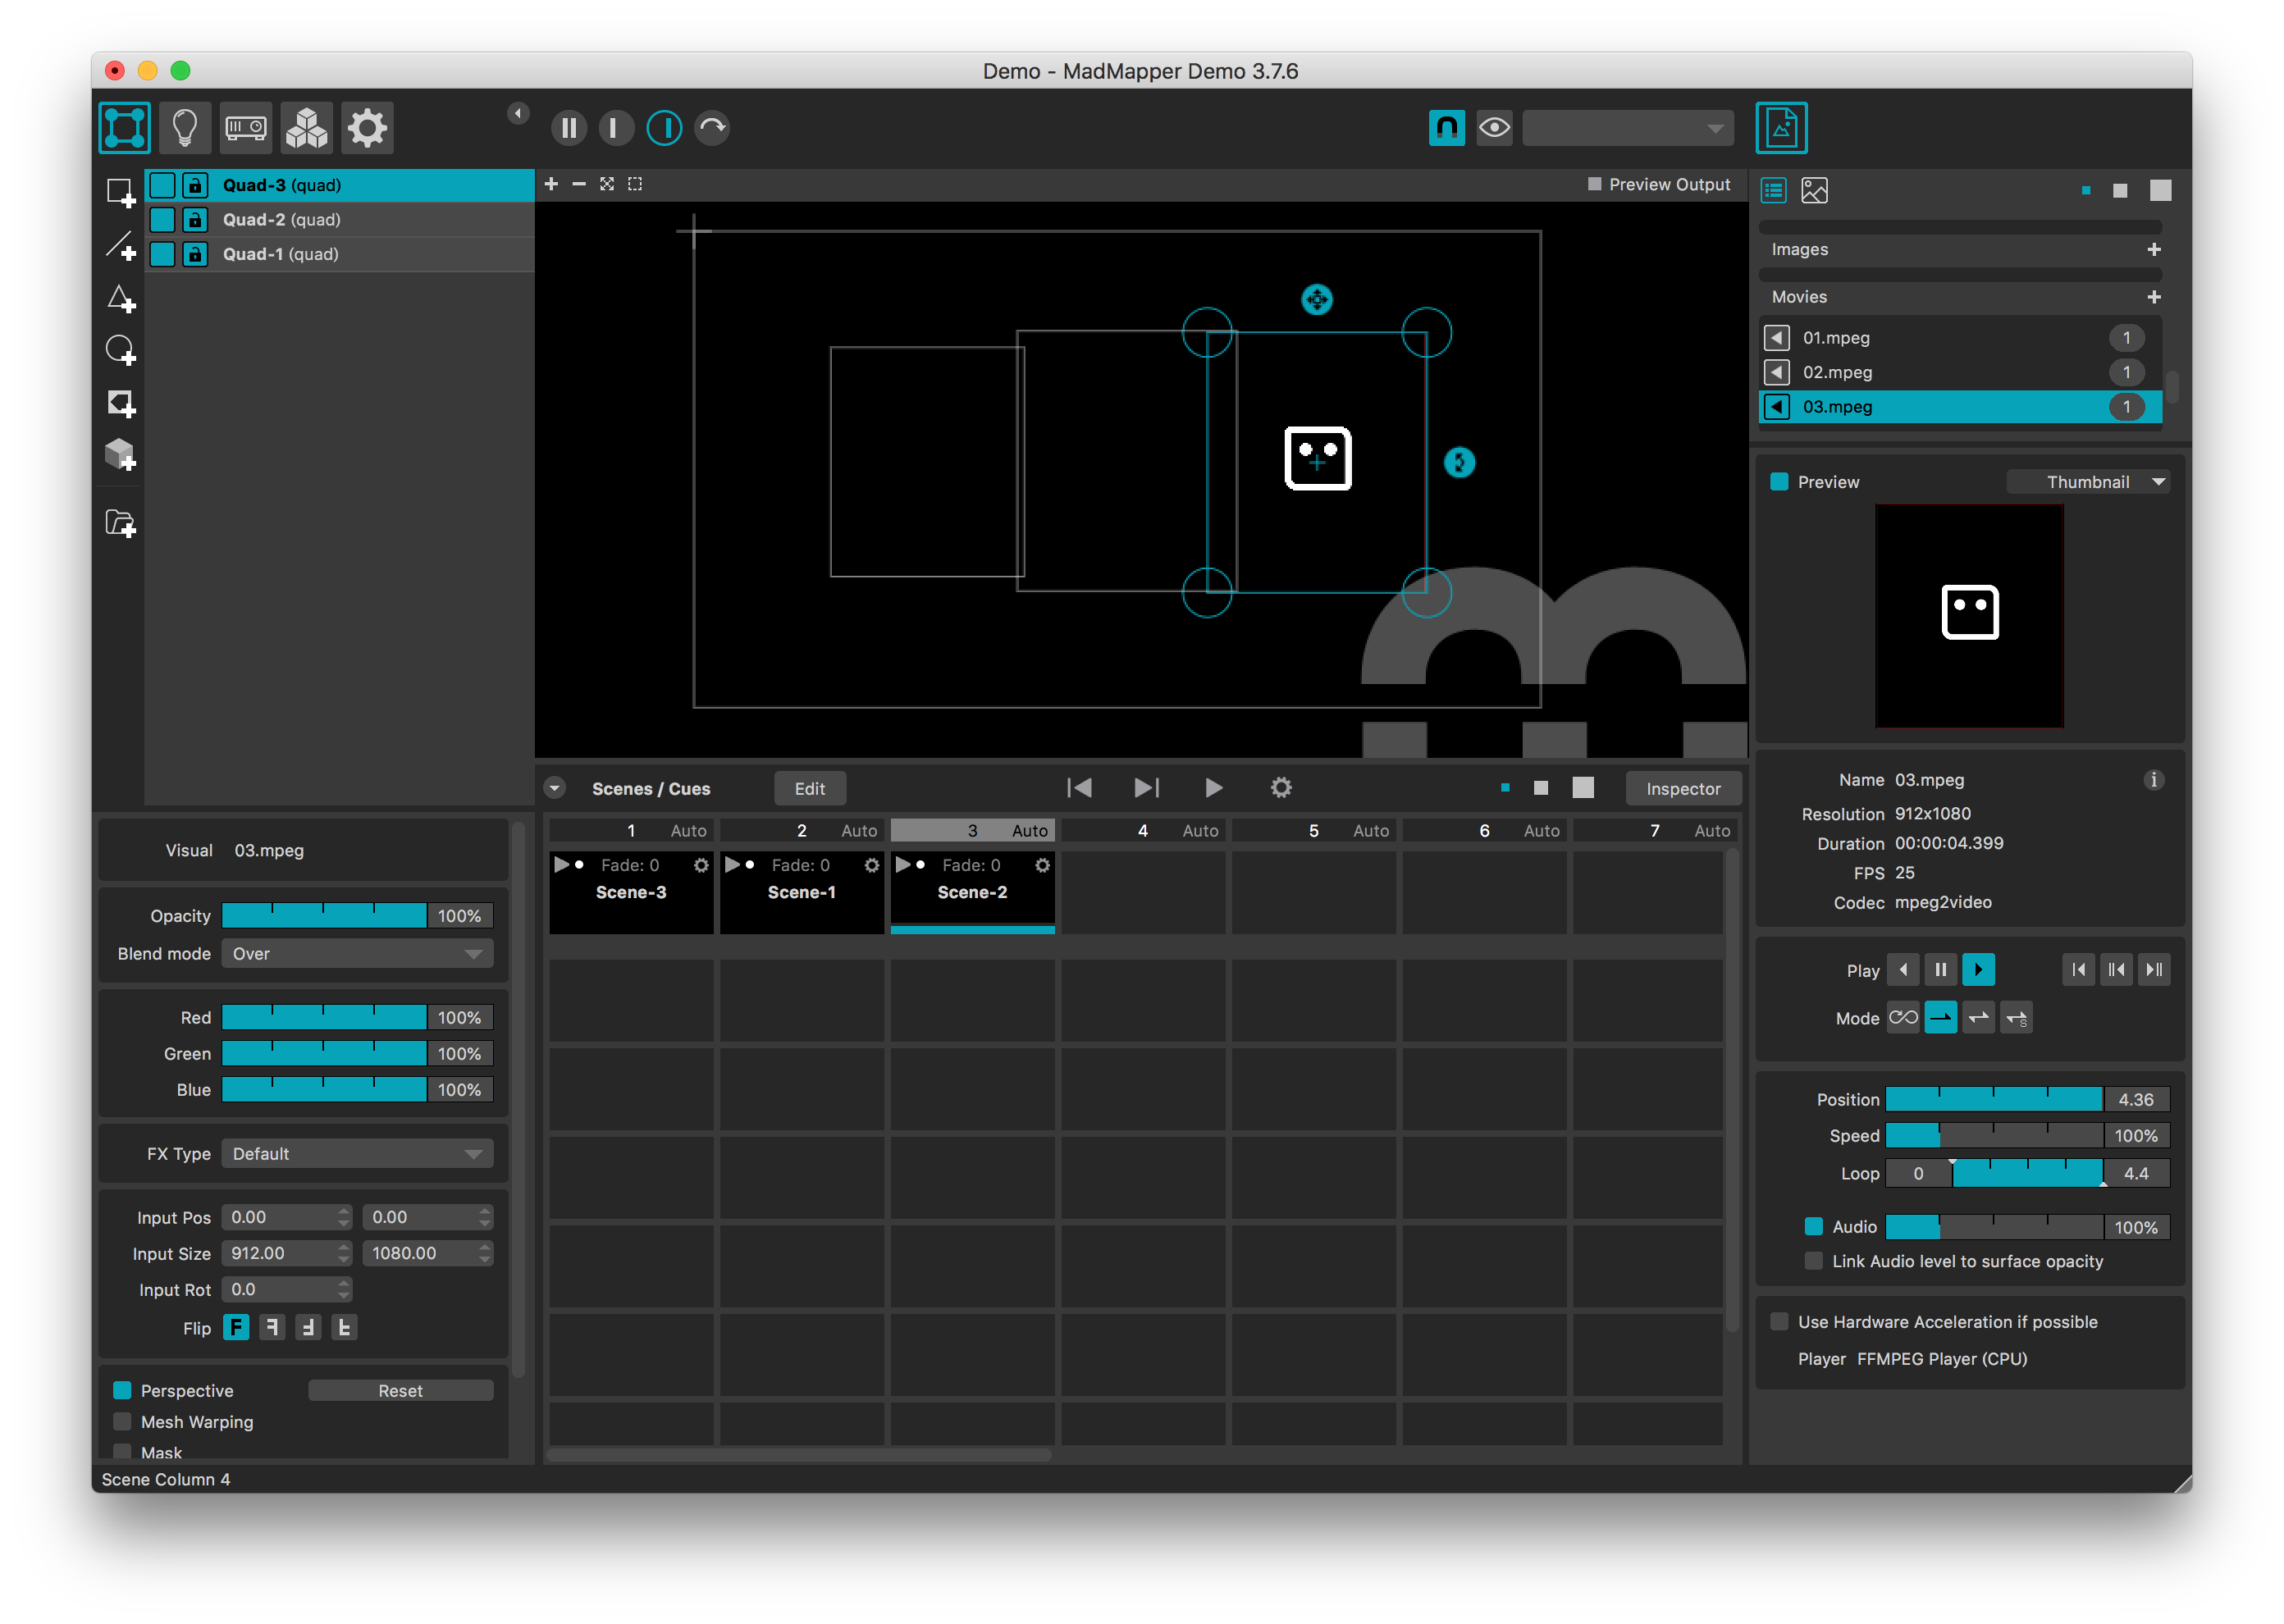 Demo - MadMapper Demo 3.7.6
Quad-3 (quad)
Quad-2 (quad)
Quad-1 (quad)
Preview Output
Images
Movies
01.mpeg 1
02.mpeg 1
03.mpeg 1
Preview Thumbnail
Name 03.mpeg
Resolution 912x1080
Duration 00:00:04.399
FPS 25
Codec mpeg2video
Play
Mode
Position 4.36
Speed 100%
Loop 0 4.4
Audio 100%
Link Audio level to surface opacity
Use Hardware Acceleration if possible
Player FFMPEG Player (CPU)
Scenes / Cues Edit Inspector
1 Auto 2 Auto 3 Auto 4 Auto 5 Auto 6 Auto 7 Auto
Fade: 0 Fade: 0 Fade: 0
Scene-3 Scene-1 Scene-2
Visual 03.mpeg
Opacity 100%
Blend mode Over
Red 100%
Green 100%
Blue 100%
FX Type Default
Input Pos 0.00 0.00
Input Size 912.00 1080.00
Input Rot 0.0
Flip F F F F
Perspective Reset
Mesh Warping
Mask
Scene Column 4